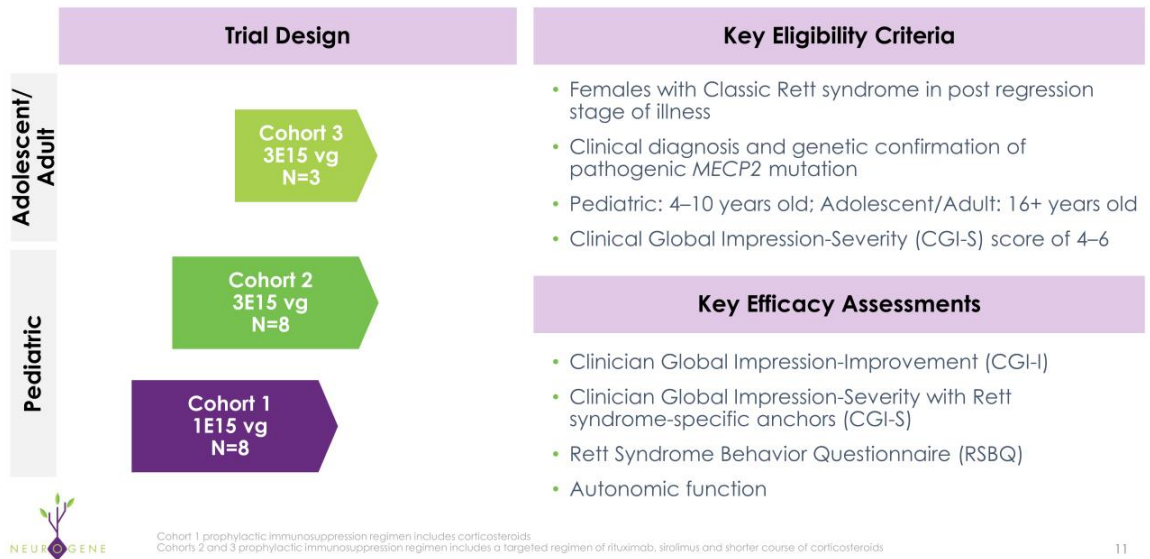 Trial Design
Adolescent/
Adult
Cohort 3
3E15 vg
N=3
Pediatric
Cohort 2
3E15 vg
N=8
Cohort 1
1E15 vg
N=8
Key Eligibility Criteria
• Females with Classic Rett syndrome in post regression
stage of illness
• Clinical diagnosis and genetic confirmation of
pathogenic MECP2 mutation
• Pediatric: 4–10 years old; Adolescent/Adult: 16+ years old
• Clinical Global Impression-Severity (CGI-S) score of 4–6
Key Efficacy Assessments
• Clinician Global Impression-Improvement (CGI-I)
• Clinician Global Impression-Severity with Rett
syndrome-specific anchors (CGI-S)
• Rett Syndrome Behavior Questionnaire (RSBQ)
• Autonomic function
NEUROGENE
Cohort 1 prophylactic immunosuppression regimen includes corticosteroids
Cohorts 2 and 3 prophylactic immunosuppression regimen includes a targeted regimen of rituximab, sirolimus and shorter course of corticosteroids
11